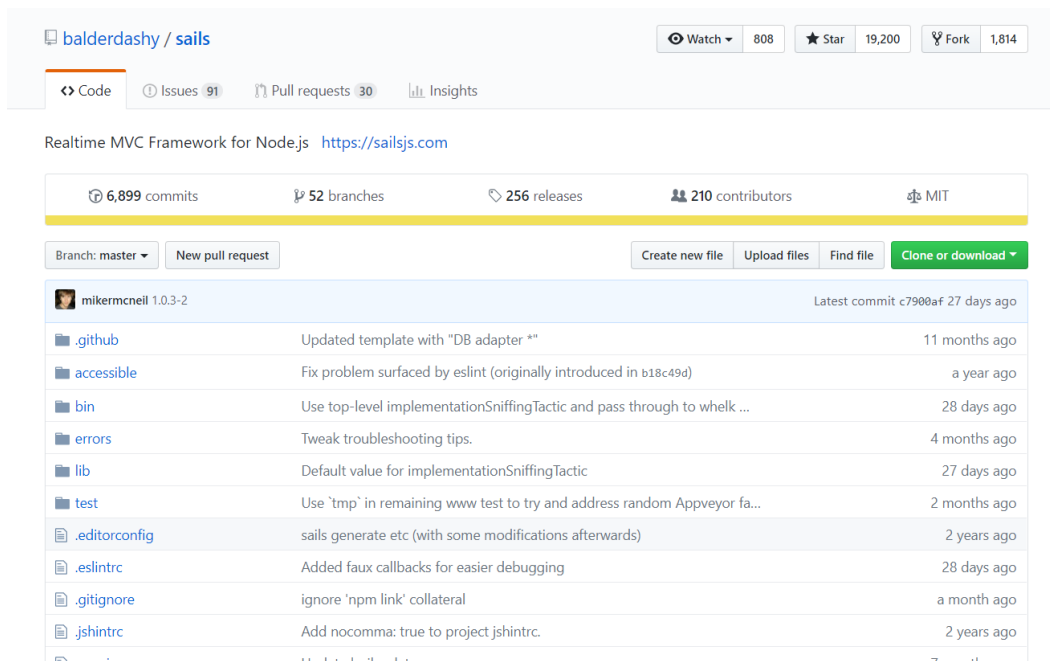 balderdashy / sails
Watch 808 Star 19,200 Fork 1,814
Code Issues 91 Pull requests 30 Insights
Realtime MVC Framework for Node.js https://sailsjs.com
6,899 commits 52 branches 256 releases 210 contributors MIT
Branch: master New pull request Create new file Upload files Find file Clone or download
mikermcneil 1.0.3-2 Latest commit c7900af 27 days ago
.github Updated template with "DB adapter *" 11 months ago
accessible Fix problem surfaced by eslint (originally introduced in b18c49d) a year ago
bin Use top-level implementationSniffingTactic and pass through to whelk ... 28 days ago
errors Tweak troubleshooting tips. 4 months ago
lib Default value for implementationSniffingTactic 27 days ago
test Use `tmp` in remaining www test to try and address random Appveyor fa... 2 months ago
.editorconfig sails generate etc (with some modifications afterwards) 2 years ago
.eslintrc Added faux callbacks for easier debugging 28 days ago
.gitignore ignore 'npm link' collateral a month ago
.jshintrc Add nocomma: true to project jshintrc. 2 years ago